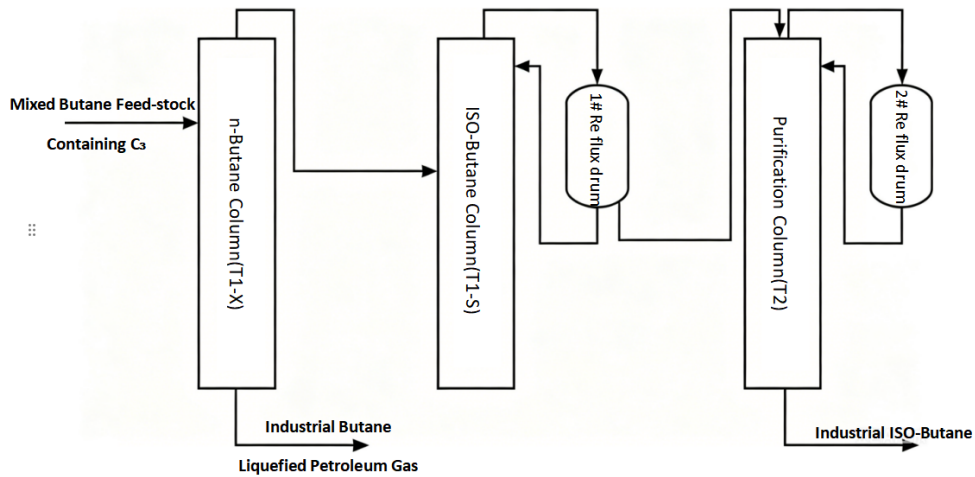 Mixed Butane Feed-stock
Containing C₃
n-Butane Column(T1-X)
Industrial Butane
Liquefied Petroleum Gas
ISO-Butane Column(T1-S)
1# Re flux drum
Purification Column(T2)
2# Re flux drum
Industrial ISO-Butane